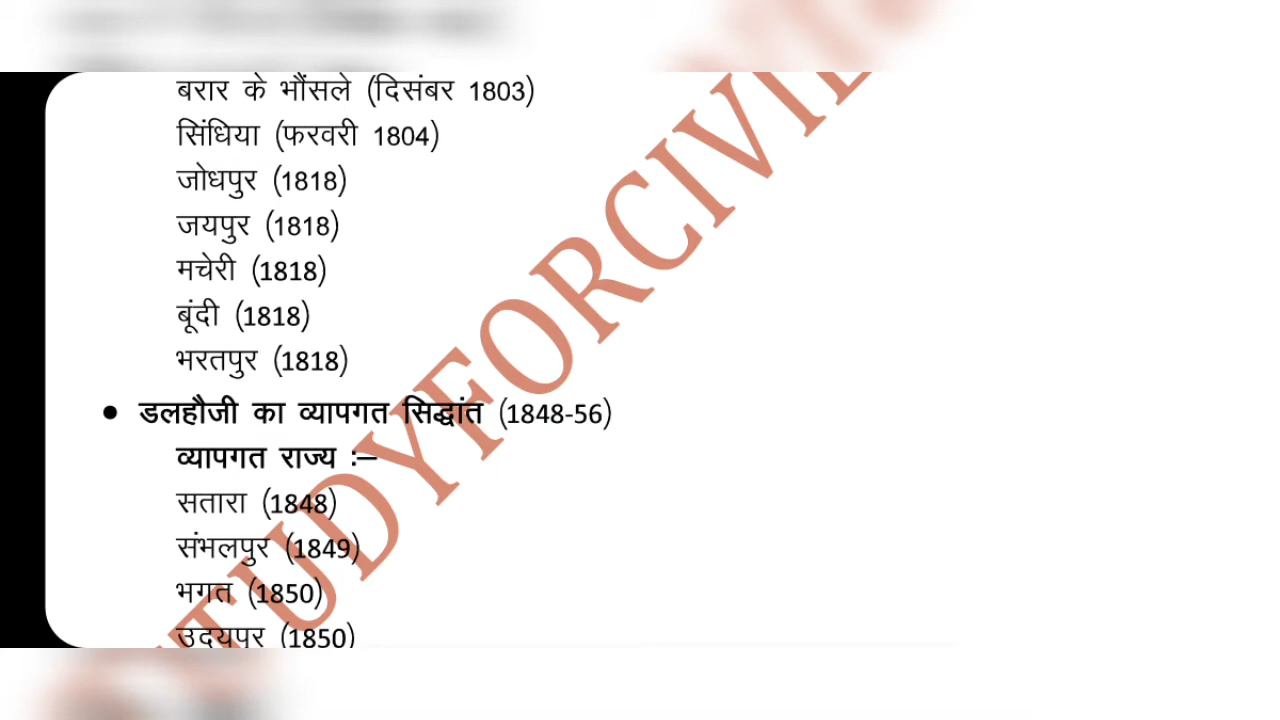 बरार के भौंसले (दिसंबर 1803)
सिंधिया (फरवरी 1804)
जोधपुर (1818)
जयपुर (1818)
मचेरी (1818)
बूंदी (1818)
भरतपुर (1818)
• डलहौजी का व्यापगत सिद्धांत (1848-56)
व्यापगत राज्य :–
सतारा (1848)
संभलपुर (1849)
भगत (1850)
उदयपुर (1850)
STUDYFORCIVIL